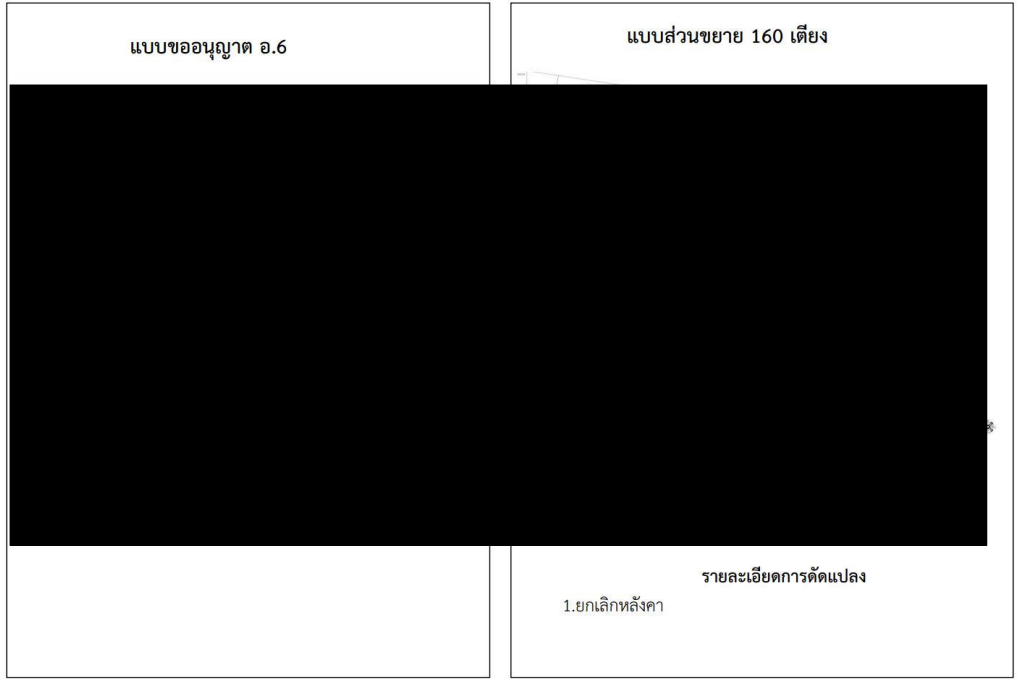 แบบขออนุญาต อ.6
แบบส่วนขยาย 160 เตียง
รายละเอียดการดัดแปลง
1.ยกเลิกหลังคา